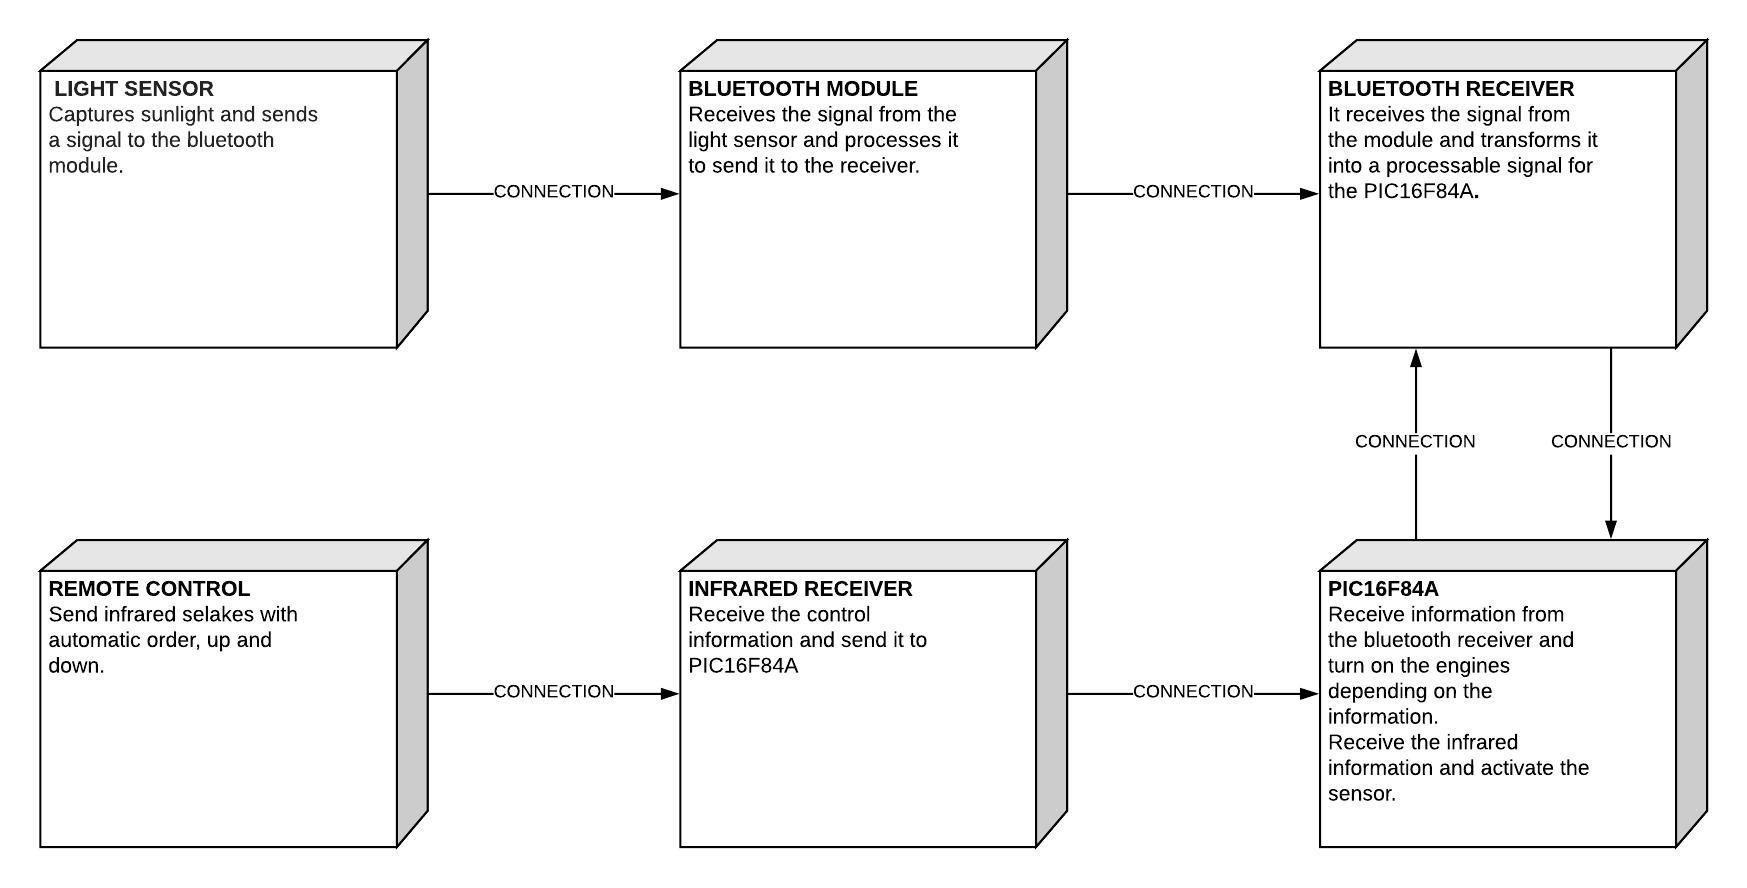 LIGHT SENSOR
Captures sunlight and sends
a signal to the bluetooth
module.
CONNECTION
BLUETOOTH MODULE
Receives the signal from the
light sensor and processes it
to send it to the receiver.
CONNECTION
BLUETOOTH RECEIVER
It receives the signal from
the module and transforms it
into a processable signal for
the PIC16F84A.
CONNECTION
CONNECTION
REMOTE CONTROL
Send infrared selakes with
automatic order, up and
down.
CONNECTION
INFRARED RECEIVER
Receive the control
information and send it to
PIC16F84A
CONNECTION
PIC16F84A
Receive information from
the bluetooth receiver and
turn on the engines
depending on the
information.
Receive the infrared
information and activate the
sensor.